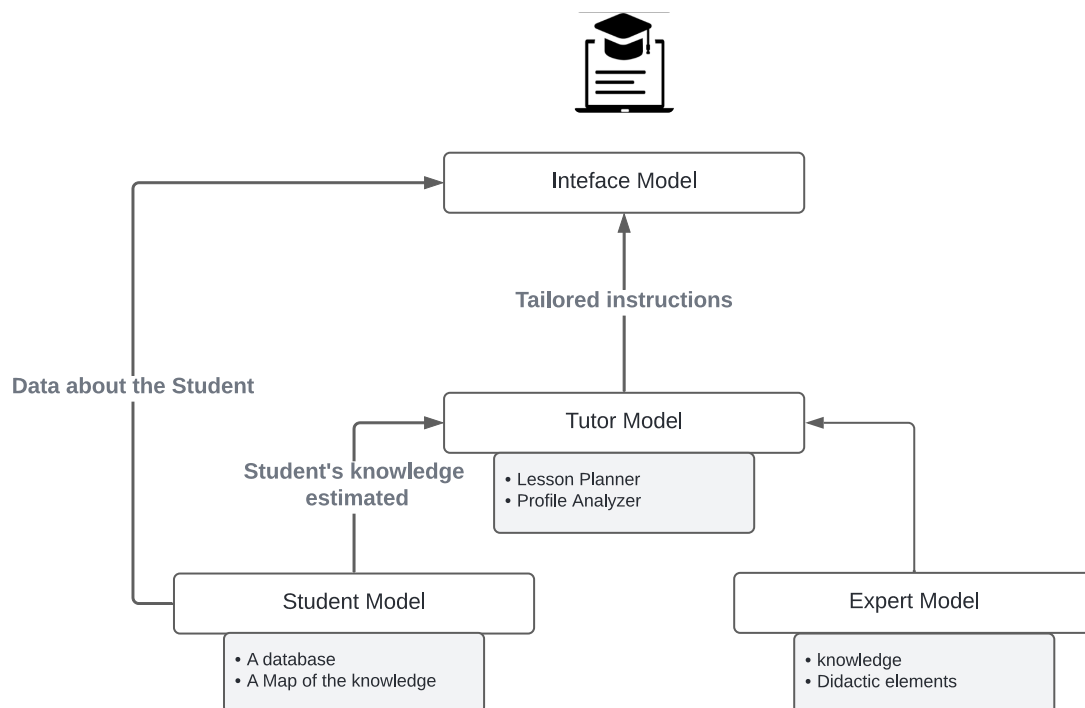 Inteface Model
Tailored instructions
Data about the Student
Tutor Model
• Lesson Planner
• Profile Analyzer
Student's knowledge
estimated
Student Model
• A database
• A Map of the knowledge
Expert Model
• knowledge
• Didactic elements